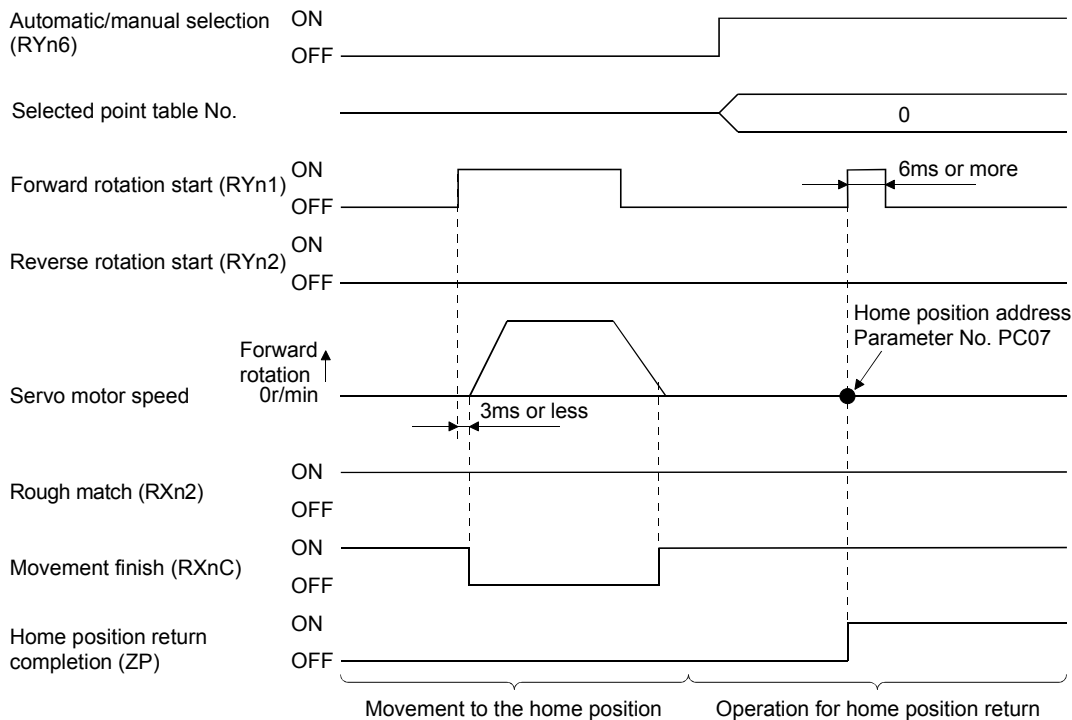 Automatic/manual selection
(RYn6)
ON
OFF
Selected point table No.
0
Forward rotation start (RYn1)
ON
OFF
6ms or more
Reverse rotation start (RYn2)
ON
OFF
Home position address
Parameter No. PC07
Forward
rotation
0r/min
Servo motor speed
3ms or less
Rough match (RXn2)
ON
OFF
Movement finish (RXnC)
ON
OFF
Home position return
completion (ZP)
ON
OFF
Movement to the home position
Operation for home position return